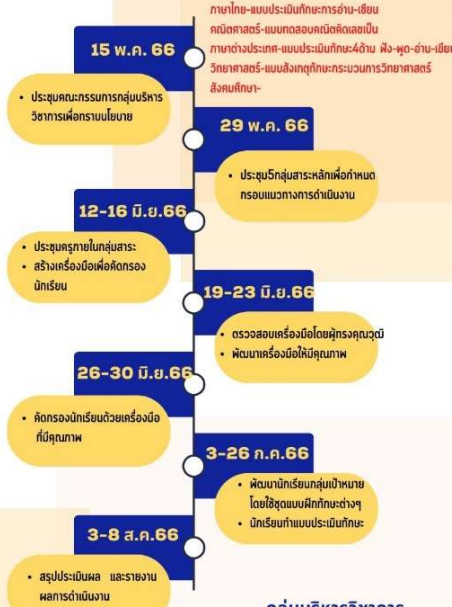 ภาษาไทย-แบบประเมินทักษะการอ่าน-เขียน
คณิตศาสตร์-แบบทดสอบคณิตคิดเลขเป็น
ภาษาต่างประเทศ-แบบประเมินทักษะ4ด้าน ฟัง-พูด-อ่าน-เขียน
วิทยาศาสตร์-แบบสังเกตุทักษะกระบวนการวิทยาศาสตร์
สังคมศึกษา-
15 พ.ค. 66
• ประชุมคณะกรรมการกลุ่มบริหาร
วิชาการเพื่อทราบนโยบาย
29 พ.ค. 66
• ประชุม5กลุ่มสาระหลักเพื่อกำหนด
กรอบแนวทางการดำเนินงาน
12-16 มิ.ย.66
• ประชุมครูภายในกลุ่มสาระ
• สร้างเครื่องมือเพื่อคัดกรอง
นักเรียน
19-23 มิ.ย.66
• ตรวจสอบเครื่องมือโดยผู้ทรงคุณวุฒิ
• พัฒนาเครื่องมือให้มีคุณภาพ
26-30 มิ.ย.66
• คัดกรองนักเรียนด้วยเครื่องมือ
ที่มีคุณภาพ
3-26 ก.ค.66
• พัฒนานักเรียนกลุ่มเป้าหมาย
โดยใช้ชุดแบบฝึกทักษะต่างๆ
• นักเรียนทำแบบประเมินทักษะ
3-8 ส.ค.66
• สรุปประเมินผล และรายงาน
ผลการดำเนินงาน
กลุ่มบริหารวิชาการ